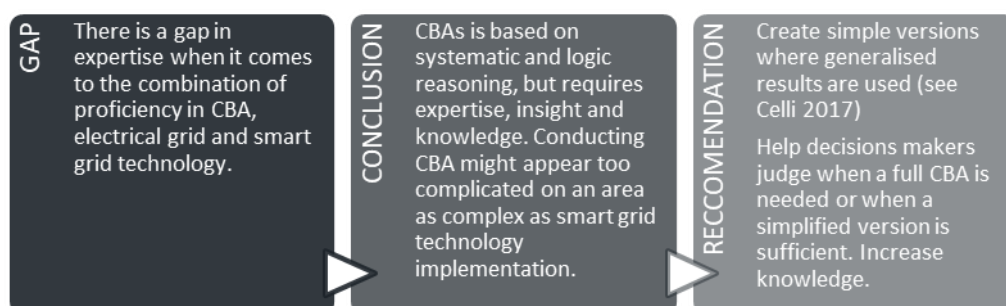 GAP
There is a gap in
expertise when it comes
to the combination of
proficiency in CBA,
electrical grid and smart
grid technology.
CONCLUSION
CBAs is based on
systematic and logic
reasoning, but requires
expertise, insight and
knowledge. Conducting
CBA might appear too
complicated on an area
as complex as smart grid
technology
implementation.
RECCOMENDATION
Create simple versions
where generalised
results are used (see
Celli 2017)
Help decisions makers
judge when a full CBA is
needed or when a
simplified version is
sufficient. Increase
knowledge.